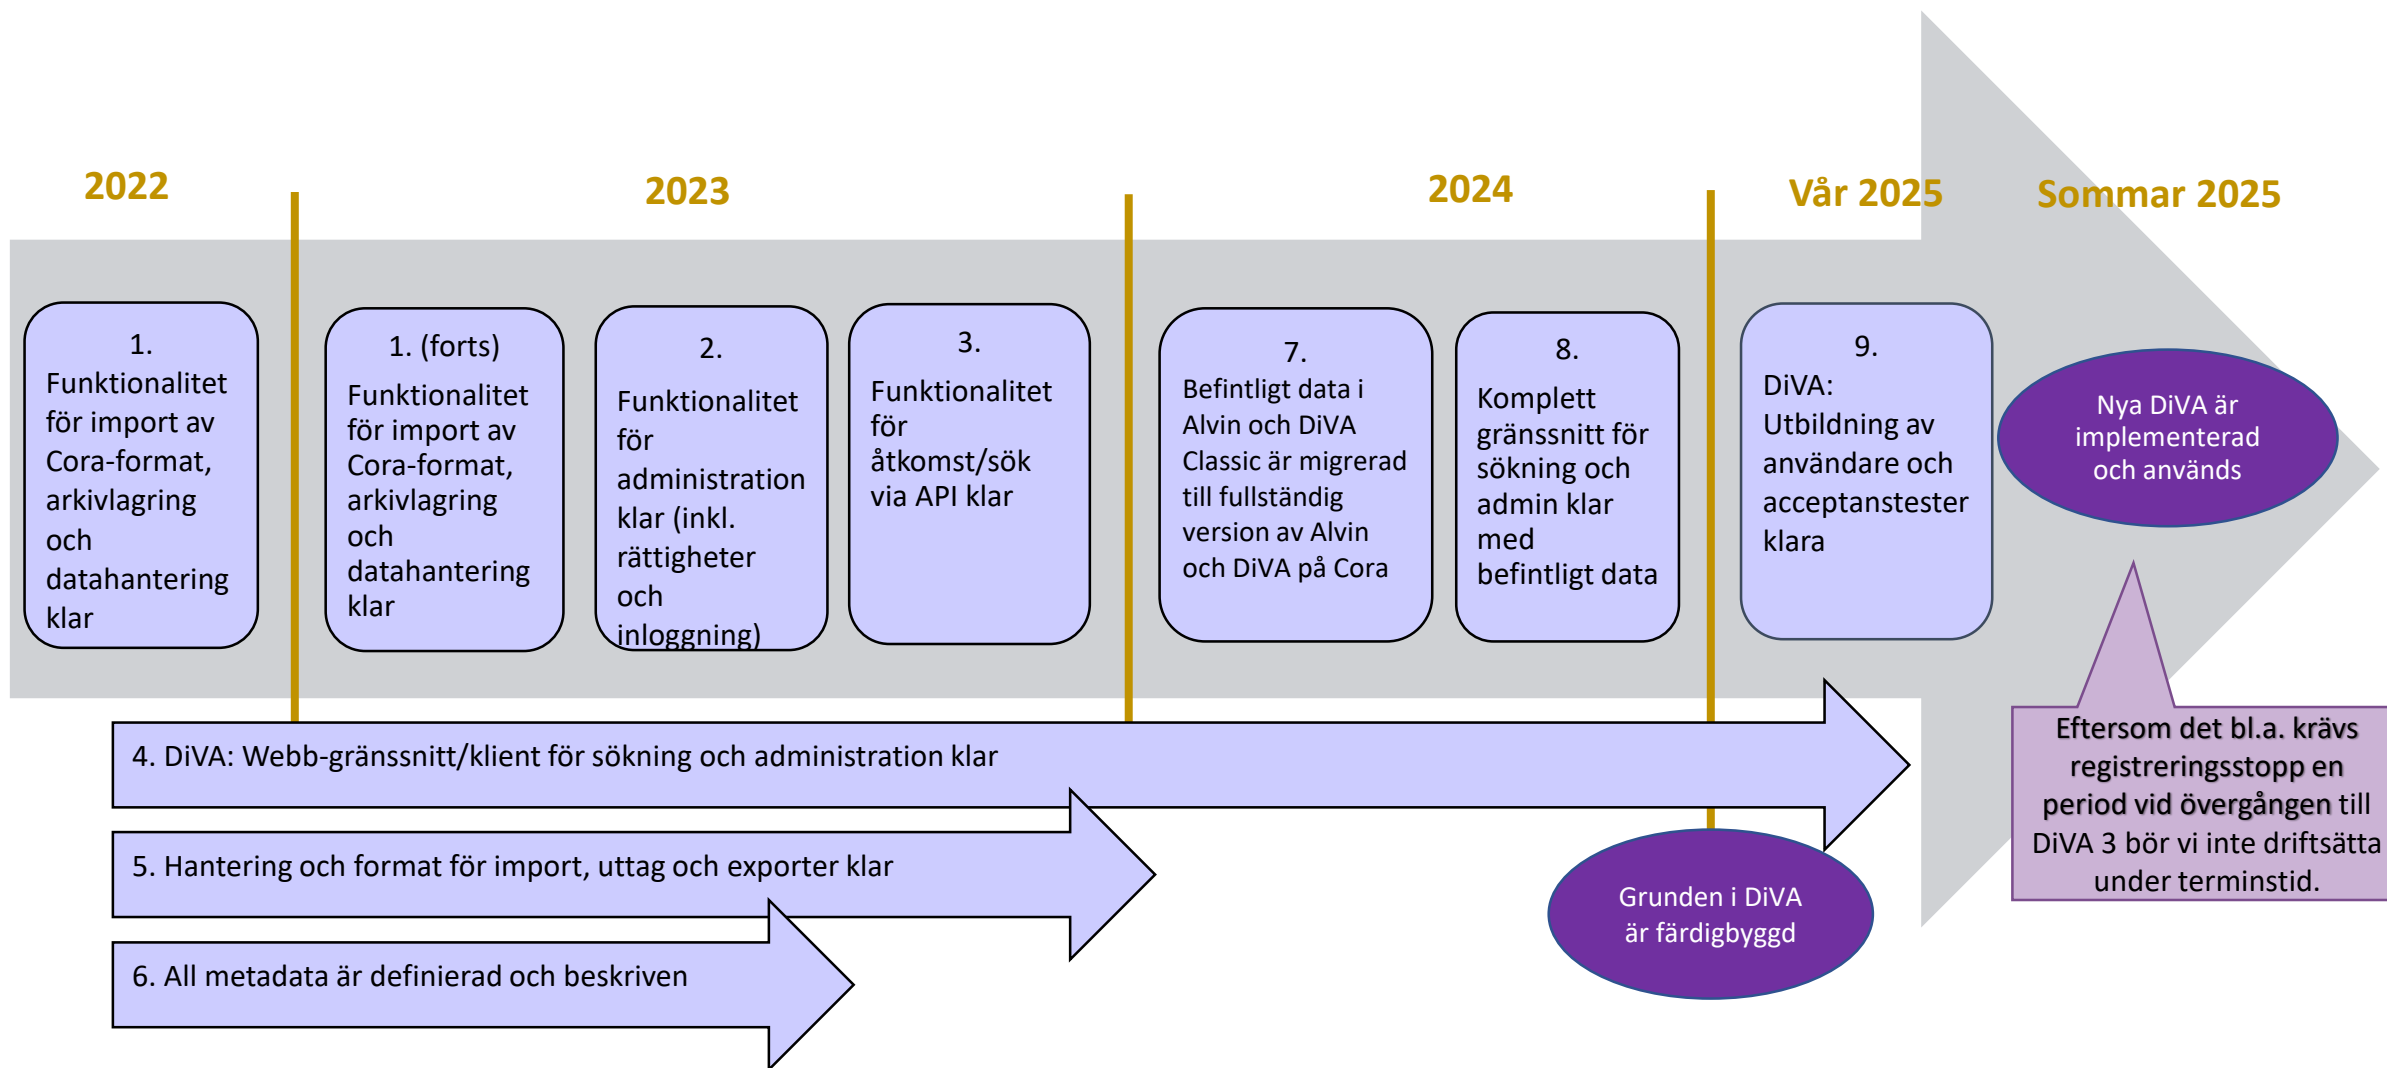 2022
2023
2024
Vår 2025
Sommar 2025
1.
Funktionalitet
för import av
Cora-format,
arkivlagring
och
datahantering
klar
1. (forts)
Funktionalitet
för import av
Cora-format,
arkivlagring
och
datahantering
klar
2.
Funktionalitet
för
administration
klar (inkl.
rättigheter
och
inloggning)
3.
Funktionalitet
för
åtkomst/sök
via API klar
7.
Befintligt data i
Alvin och DiVA
Classic är migrerad
till fullständig
version av Alvin
och DiVA på Cora
8.
Komplett
gränssnitt för
sökning och
admin klar
med
befintligt data
9.
DiVA:
Utbildning av
användare och
acceptanstester
klara
Nya DiVA är
implementerad
och används
4. DiVA: Webb-gränssnitt/klient för sökning och administration klar
5. Hantering och format för import, uttag och exporter klar
6. All metadata är definierad och beskriven
Grunden i DiVA
är färdigbyggd
Eftersom det bl.a. krävs
registreringsstopp en
period vid övergången till
DiVA 3 bör vi inte driftsätta
under terminstid.